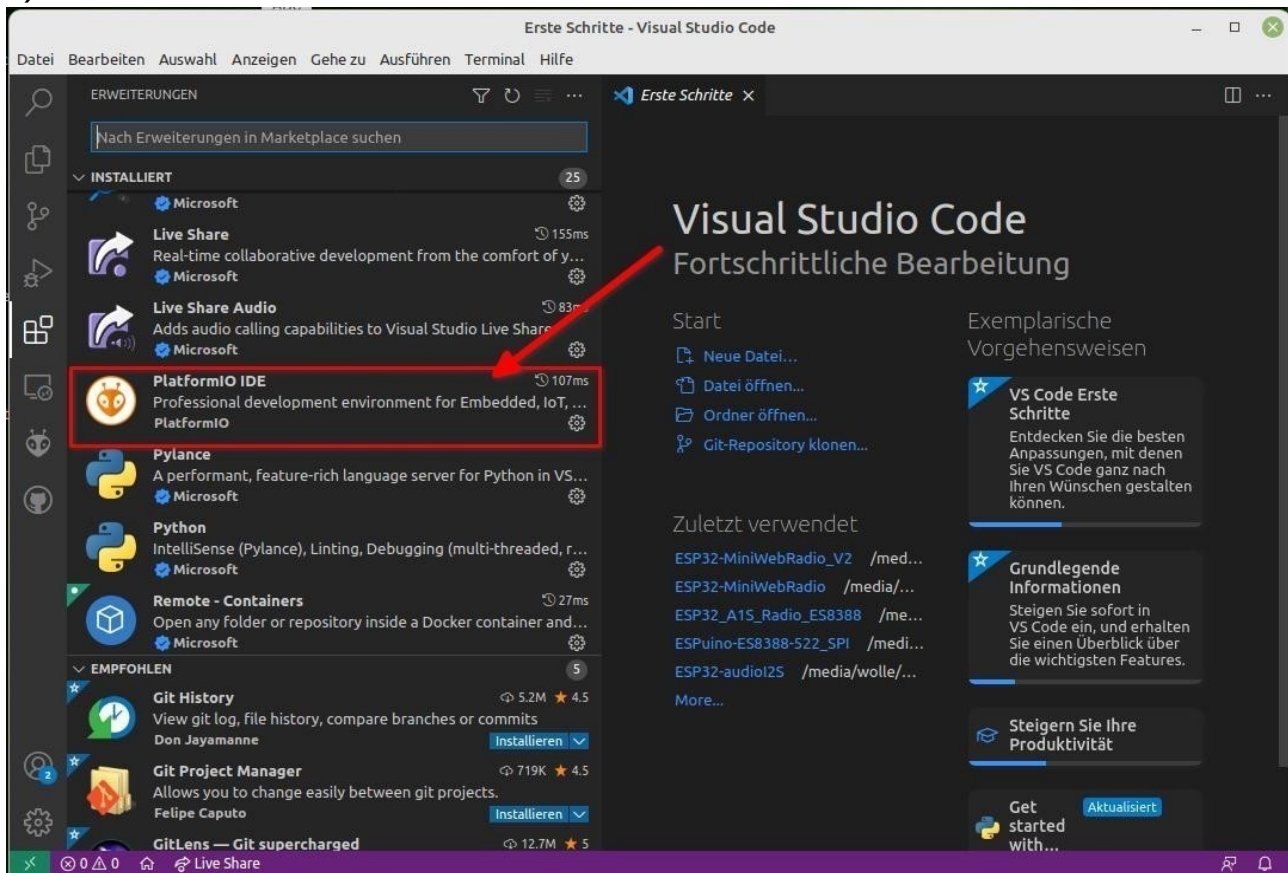 Erste Schritte - Visual Studio Code
Datei Bearbeiten Auswahl Anzeigen Gehe zu Ausführen Terminal Hilfe
ERWEITERUNGEN
Nach Erweiterungen in Marketplace suchen
INSTALLIERT 25
Microsoft
Live Share 155ms
Real-time collaborative development from the comfort of y...
Microsoft
Live Share Audio 83ms
Adds audio calling capabilities to Visual Studio Live Share
Microsoft
PlatformIO IDE 107ms
Professional development environment for Embedded, IoT, ...
PlatformIO
Pylance
A performant, feature-rich language server for Python in VS...
Microsoft
Python
IntelliSense (Pylance), Linting, Debugging (multi-threaded, r...
Microsoft
Remote - Containers 27ms
Open any folder or repository inside a Docker container and...
Microsoft
EMPFOHLEN 5
Git History 5.2M ★ 4.5
View git log, file history, compare branches or commits
Don Jayamanne Installieren
Git Project Manager 719K ★ 4.5
Allows you to change easily between git projects.
Felipe Caputo Installieren
GitLens — Git supercharged 12.7M ★ 5
Erste Schritte
Visual Studio Code
Fortschrittliche Bearbeitung
Start
Neue Datei...
Datei öffnen...
Ordner öffnen...
Git-Repository klonen...
Zuletzt verwendet
ESP32-MiniWebRadio_V2 /med...
ESP32-MiniWebRadio /media/...
ESP32_A1S_Radio_ES8388 /me...
ESPuino-ES8388-522_SPI /medi...
ESP32-audioI2S /media/wolle/...
More...
Exemplarische
Vorgehensweisen
VS Code Erste
Schritte
Entdecken Sie die besten
Anpassungen, mit denen
Sie VS Code ganz nach
Ihren Wünschen gestalten
können.
Grundlegende
Informationen
Steigen Sie sofort in
VS Code ein, und erhalten
Sie einen Überblick über
die wichtigsten Features.
Steigern Sie Ihre
Produktivität
Get Aktualisiert
started
with...
2
0 0 Live Share